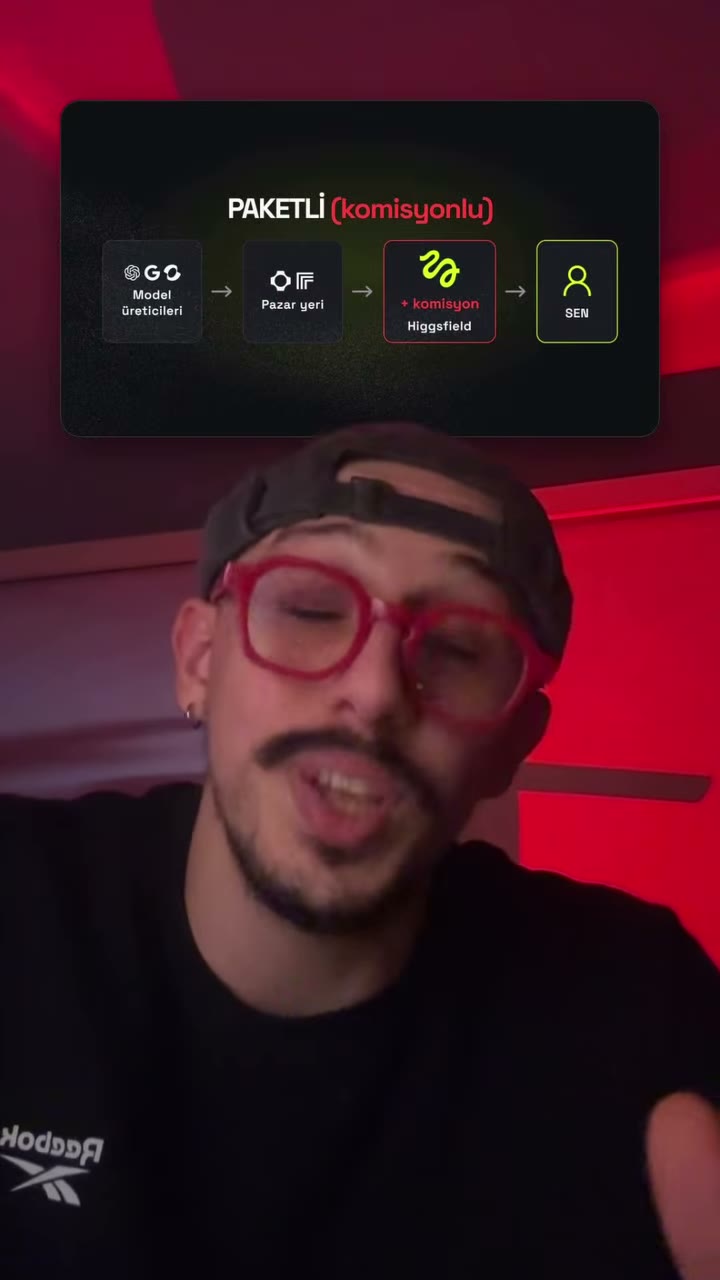 PAKETLİ (komisyonlu)
Model
üreticileri
Pazar yeri
+ komisyon
Higgsfield
SEN
Reebok